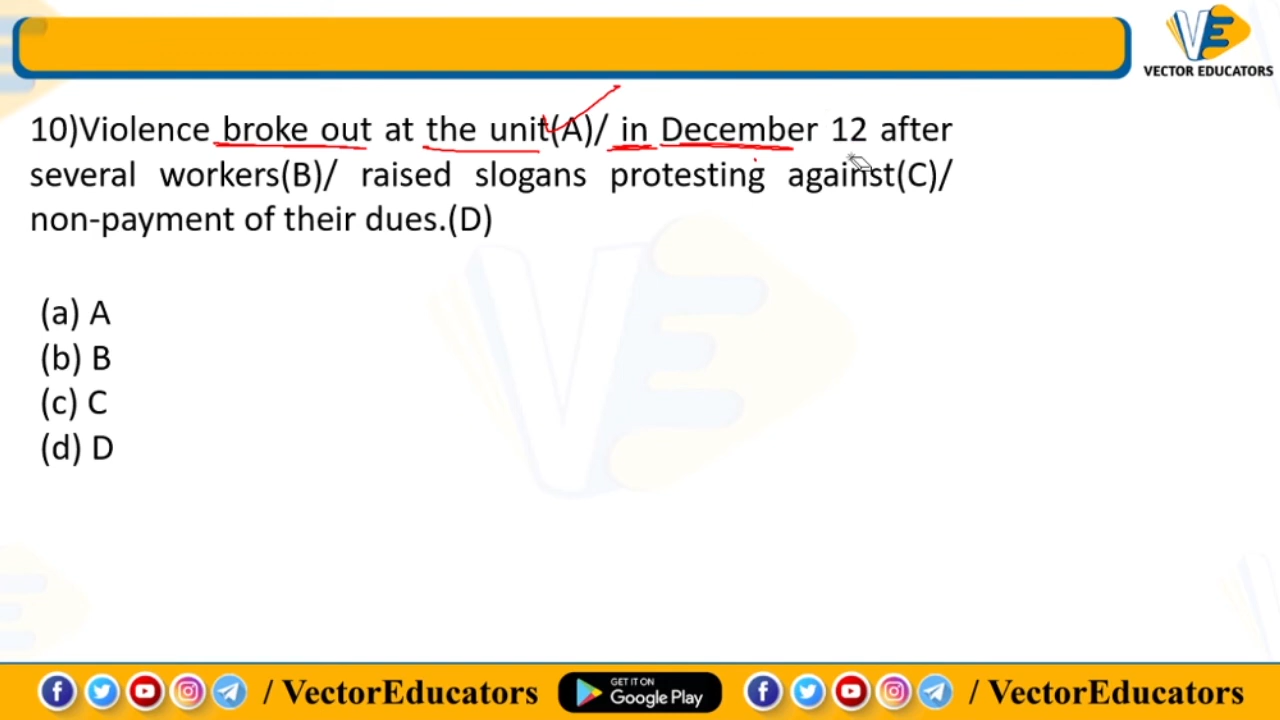 VECTOR EDUCATORS
10)Violence broke out at the unit(A)/ in December 12 after
several workers(B)/ raised slogans protesting against(C)/
non-payment of their dues.(D)
(a) A
(b) B
(c) C
(d) D
/ VectorEducators
GET IT ON
Google Play
/ VectorEducators